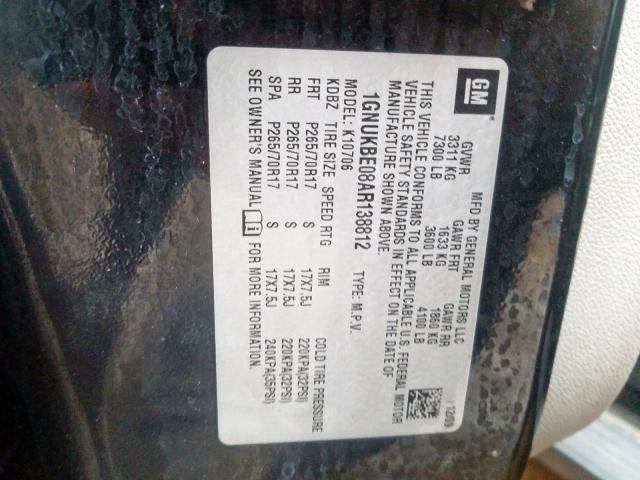 GM
MFD BY GENERAL MOTORS LLC 12/09
GVWR GAWR FRT GAWR RR
3311 KG 1633 KG 1860 KG
7300 LB 3600 LB 4100 LB
THIS VEHICLE CONFORMS TO ALL APPLICABLE U.S. FEDERAL MOTOR
VEHICLE SAFETY STANDARDS IN EFFECT ON THE DATE OF
MANUFACTURE SHOWN ABOVE.
1GNUKBE08AR138812 TYPE: M.P.V.
MODEL: K10706
KDBZ TIRE SIZE SPEED RTG RIM COLD TIRE PRESSURE
FRT P265/70R17 S 17X7.5J 220KPA(32PSI)
RR P265/70R17 S 17X7.5J 220KPA(32PSI)
SPA P265/70R17 S 17X7.5J 240KPA(35PSI)
SEE OWNER'S MANUAL i FOR MORE INFORMATION.